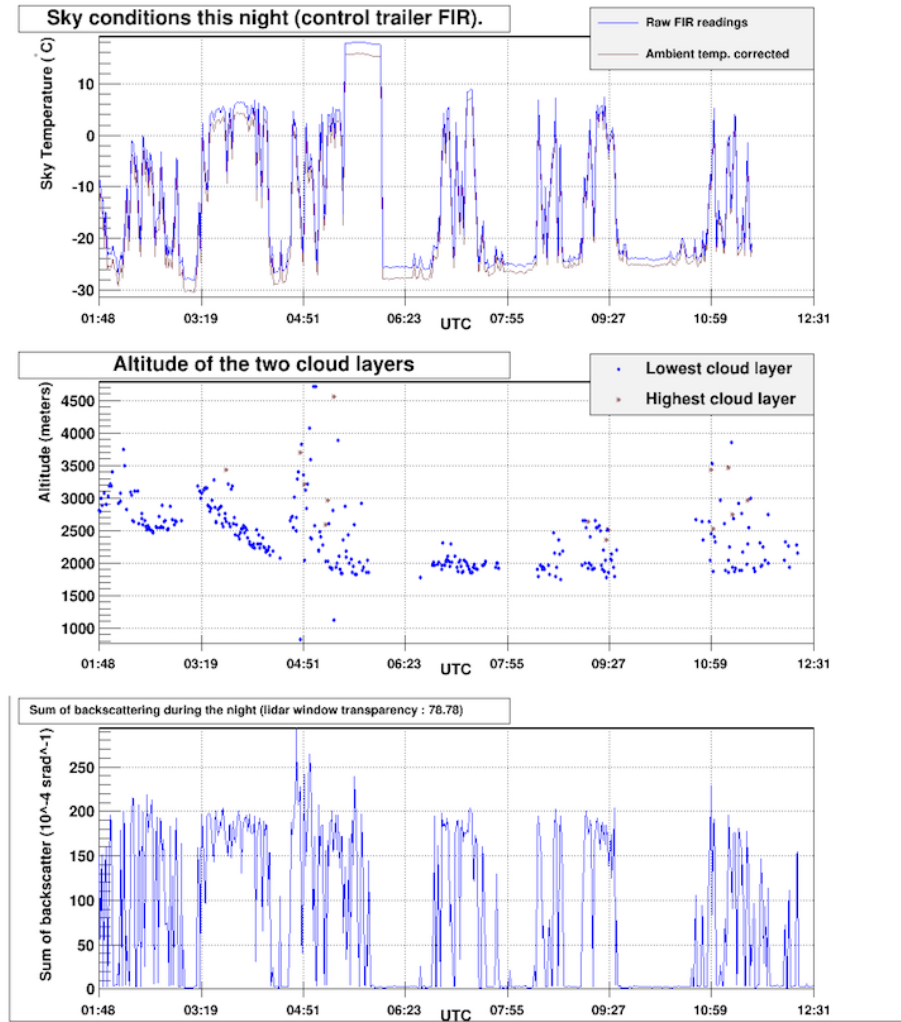 Sky conditions this night (control trailer FIR).
Raw FIR readings
Ambient temp. corrected
Sky Temperature (°C)
10
0
-10
-20
-30
01:48 03:19 04:51 06:23 07:55 09:27 10:59 12:31
UTC
Altitude of the two cloud layers
Lowest cloud layer
Highest cloud layer
Altitude (meters)
4500
4000
3500
3000
2500
2000
1500
1000
01:48 03:19 04:51 06:23 07:55 09:27 10:59 12:31
UTC
Sum of backscattering during the night (lidar window transparency : 78.78)
Sum of backscatter (10^-4 srad^-1)
250
200
150
100
50
0
01:48 03:19 04:51 06:23 07:55 09:27 10:59 12:31
UTC